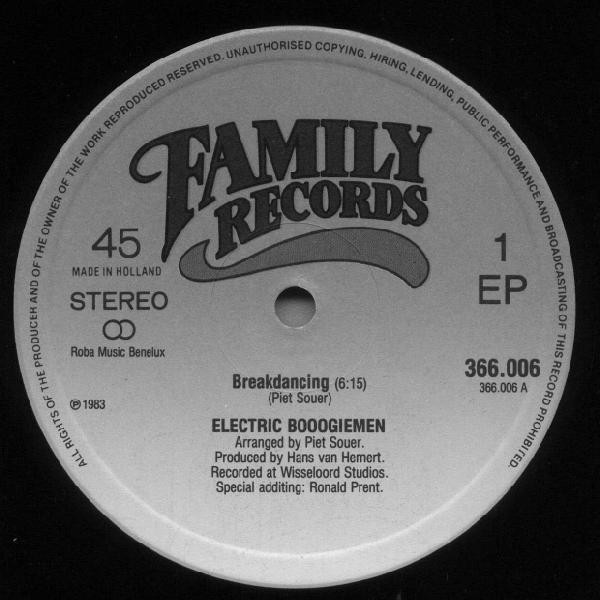 ALL RIGHTS OF THE PRODUCER AND OF THE OWNER OF THE WORK REPRODUCED RESERVED. UNAUTHORISED COPYING. HIRING, LENDING, PUBLIC PERFORMANCE AND BROADCASTING OF THIS RECORD PROHIBITED.
FAMILY
RECORDS
45
MADE IN HOLLAND
STEREO
Roba Music Benelux
℗ 1983
1
EP
366.006
366.006 A
Breakdancing (6:15)
(Piet Souer)
ELECTRIC BOOOGIEMEN
Arranged by Piet Souer.
Produced by Hans van Hemert.
Recorded at Wisseloord Studios.
Special additing: Ronald Prent.